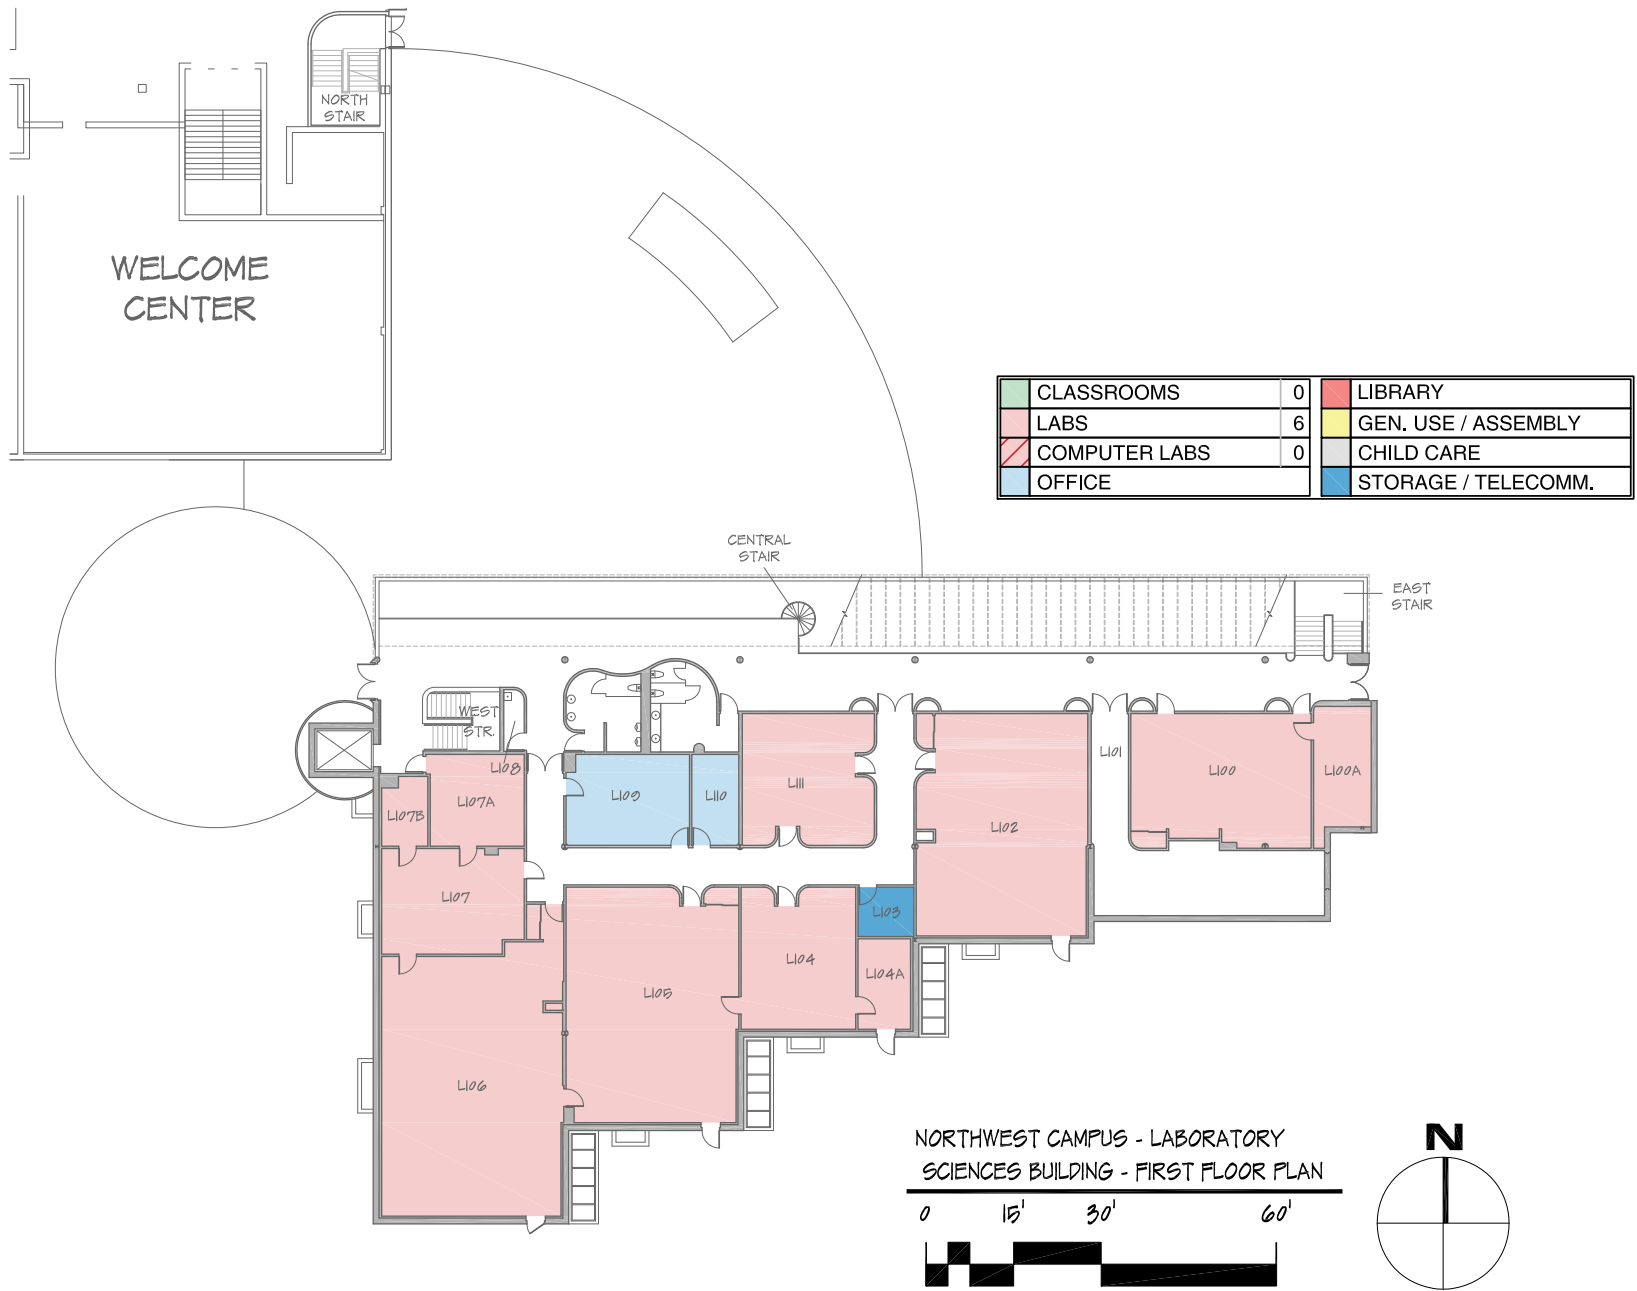 NORTH
STAIR
WELCOME
CENTER
CLASSROOMS 0 LIBRARY
LABS 6 GEN. USE / ASSEMBLY
COMPUTER LABS 0 CHILD CARE
OFFICE STORAGE / TELECOMM.
CENTRAL
STAIR
EAST
STAIR
WEST
STR.
L108
L101
L100
L100A
L109
L110
L111
L107A
L107B
L102
L107
L103
L104
L104A
L105
L106
NORTHWEST CAMPUS - LABORATORY
SCIENCES BUILDING - FIRST FLOOR PLAN
0 15' 30' 60'
N